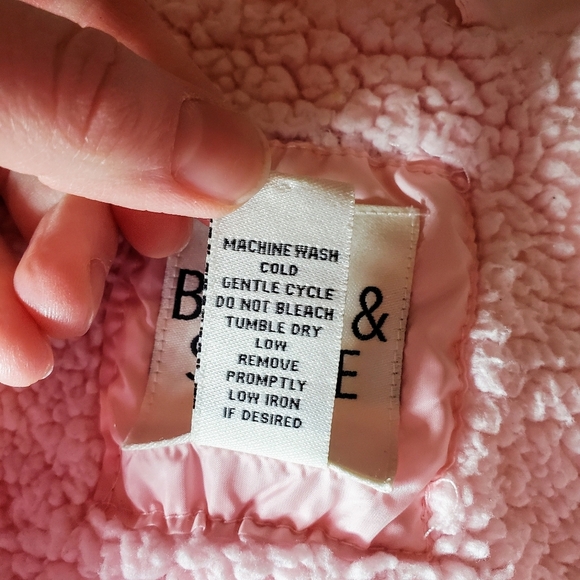 MACHINE WASH
COLD
GENTLE CYCLE
DO NOT BLEACH
TUMBLE DRY
LOW
REMOVE
PROMPTLY
LOW IRON
IF DESIRED
&